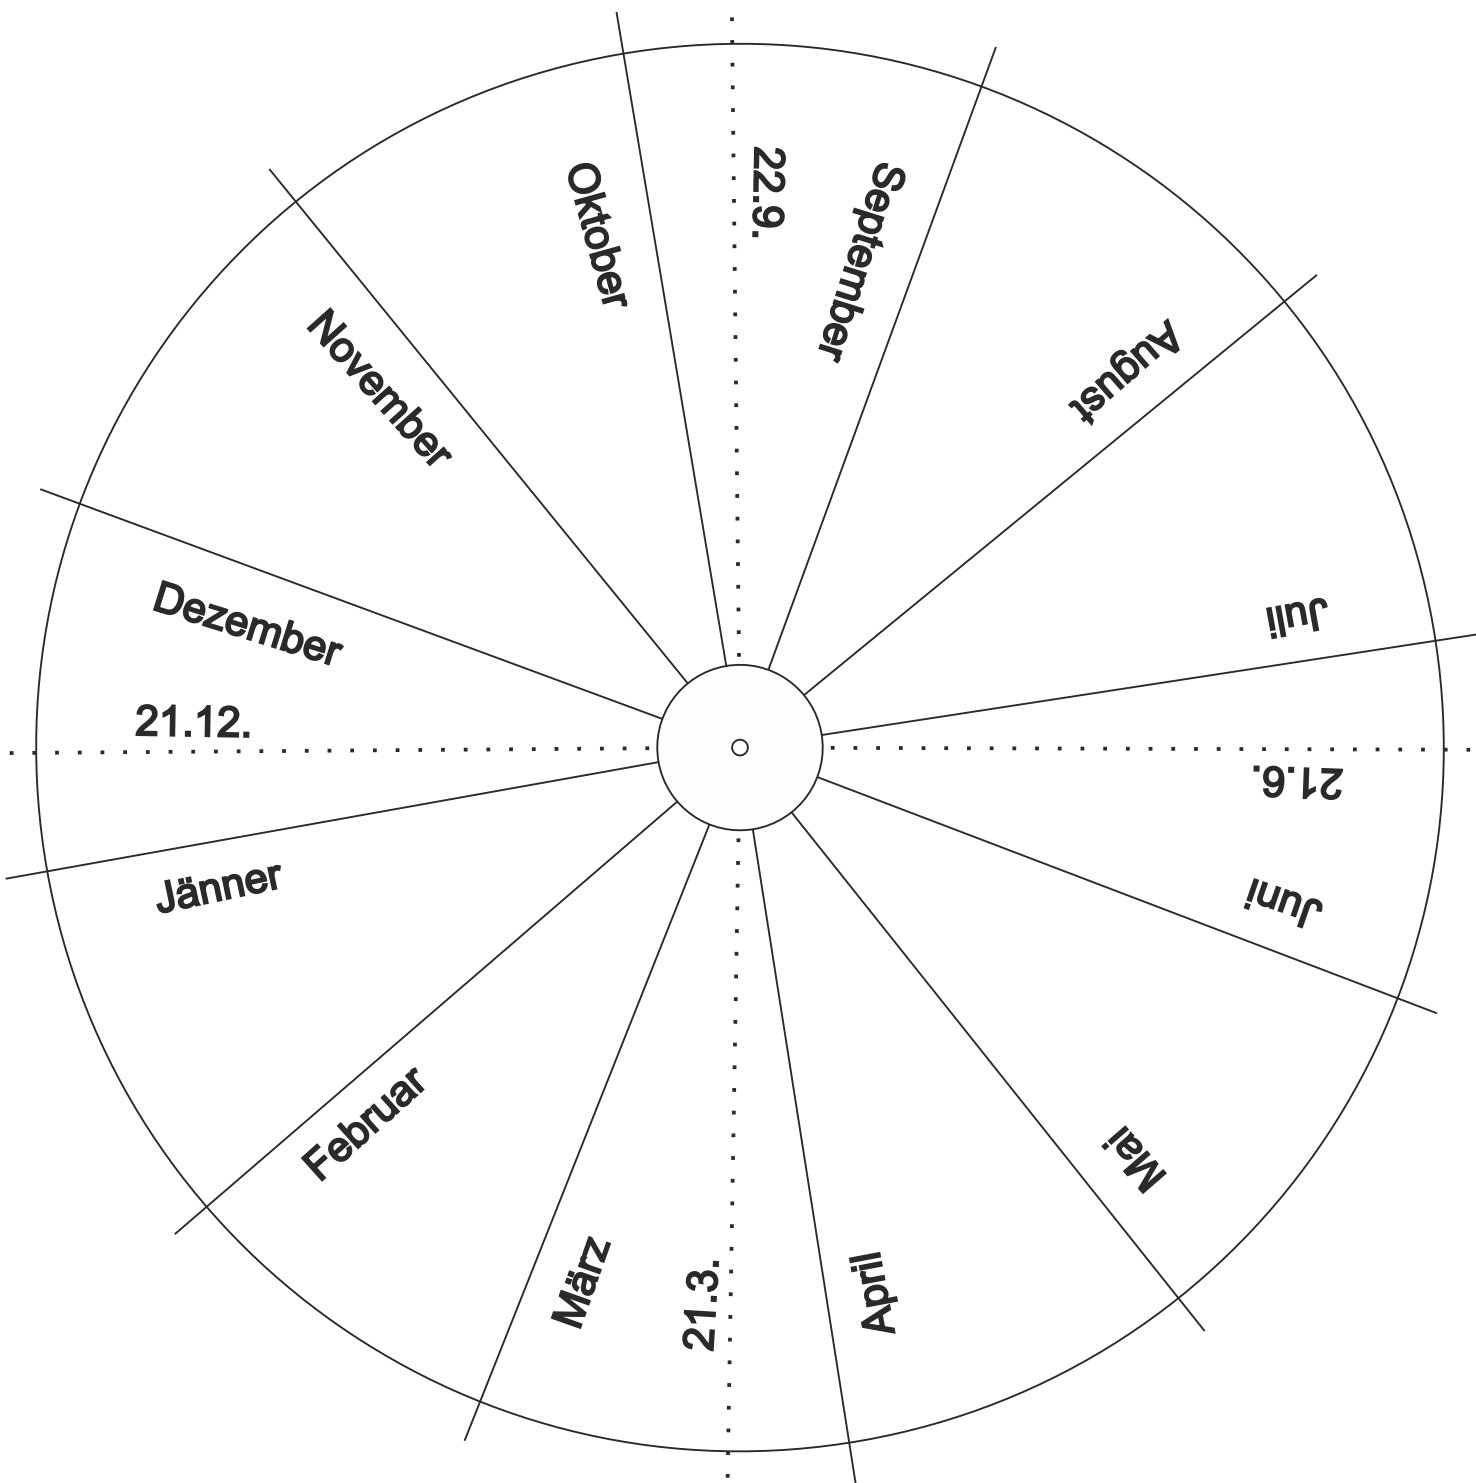 Jänner
Februar
März
21.3.
April
Mai
Juni
21.6.
Juli
August
September
22.9.
Oktober
November
Dezember
21.12.